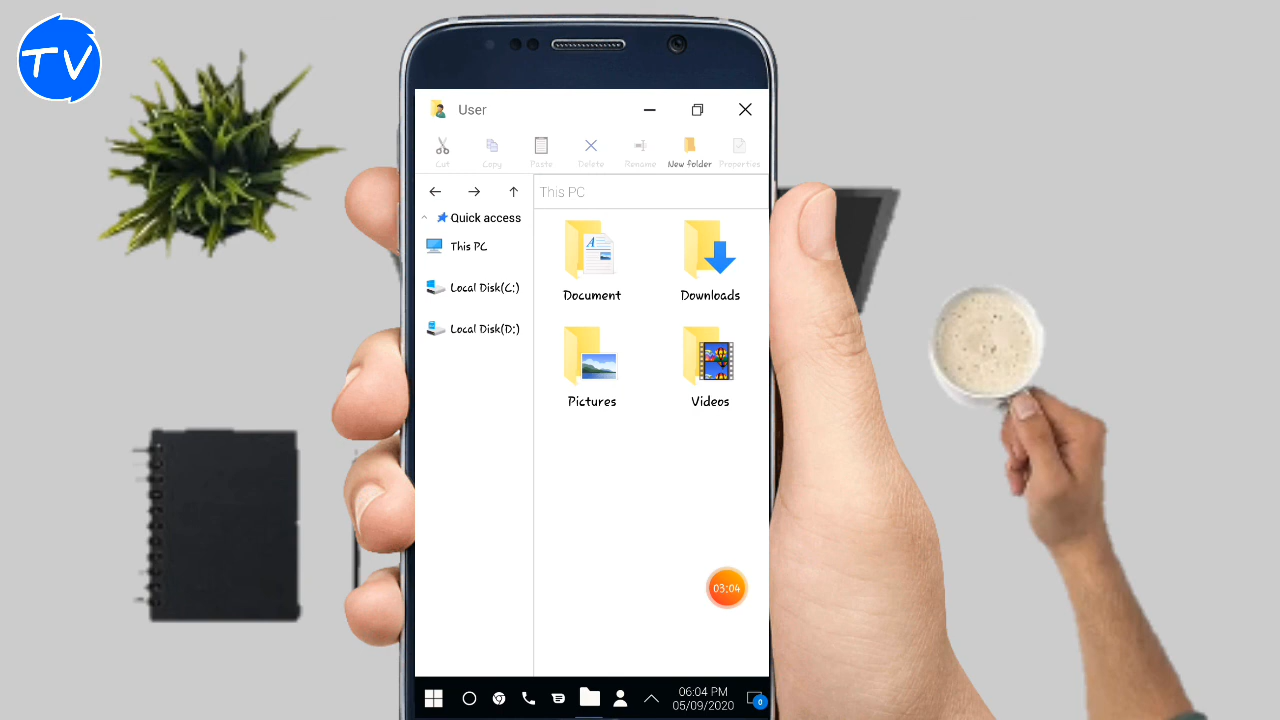 TV
User
Cut Copy Paste Delete Rename New folder Properties
This PC
Quick access
This PC
Local Disk(C:)
Local Disk(D:)
Document Downloads
Pictures Videos
03:04
06:04 PM
05/09/2020
0